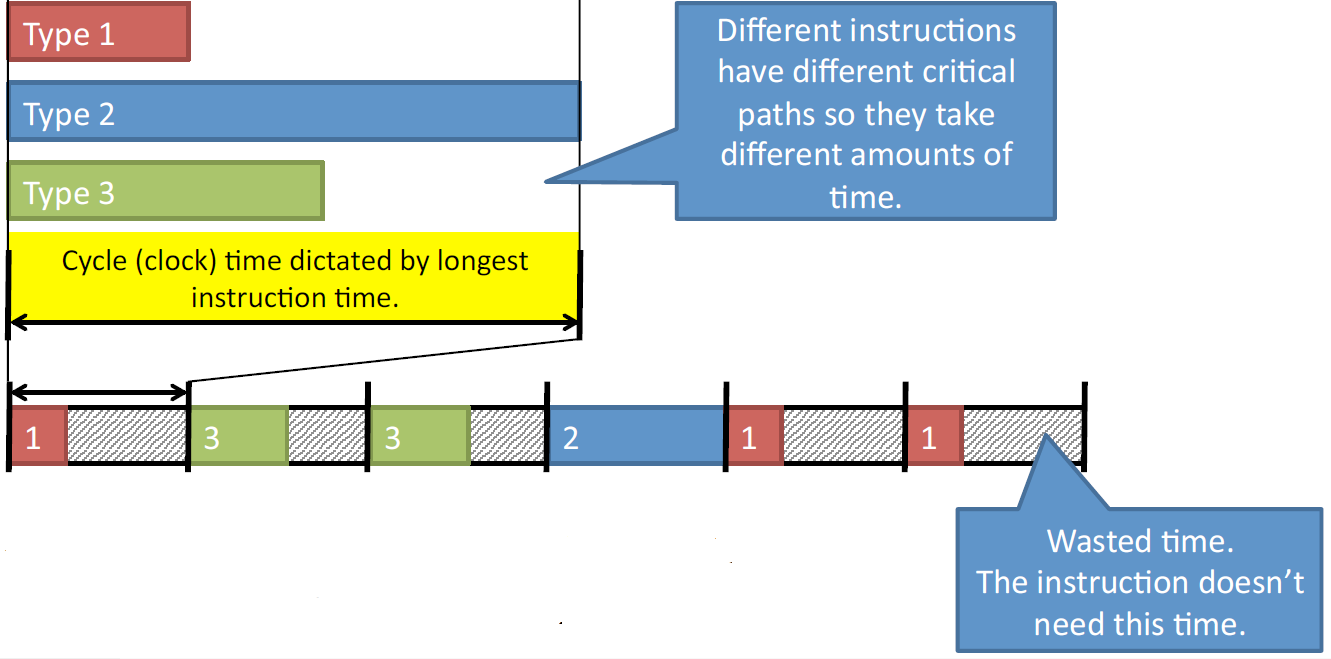 Type 1
Different instructions
have different critical
paths so they take
different amounts of
time.
Type 2
Type 3
Cycle (clock) time dictated by longest
instruction time.
1
3
3
2
1
1
Wasted time.
The instruction doesn’t
need this time.